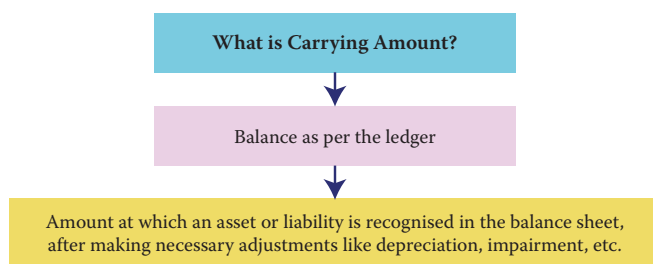 What is Carrying Amount?
Balance as per the ledger
Amount at which an asset or liability is recognised in the balance sheet,
after making necessary adjustments like depreciation, impairment, etc.